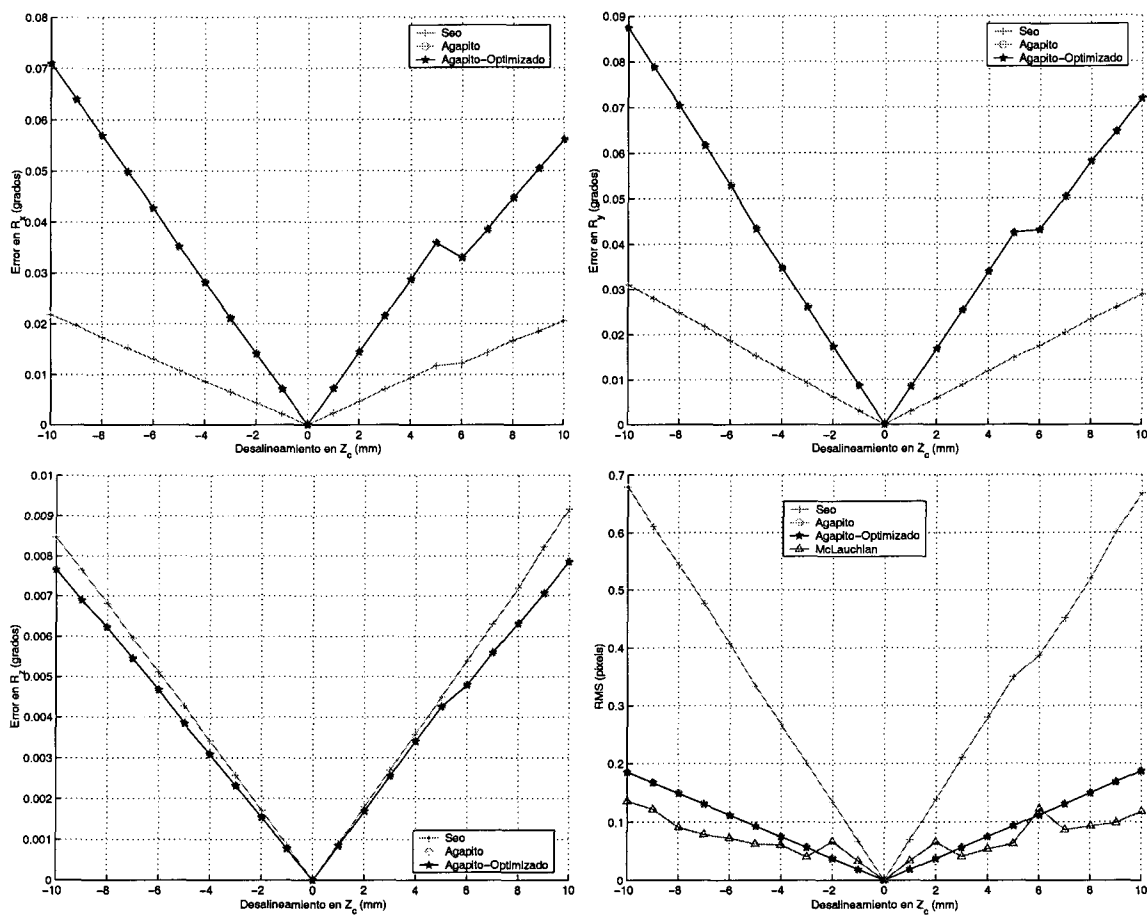 0.08
0.07
0.06
0.05
0.04
0.03
0.02
0.01
0
Error en R_x (grados)
Seo
Agapito
Agapito-Optimizado
-10 -8 -6 -4 -2 0 2 4 6 8 10
Desalineamiento en Z_c (mm)
0.1
0.09
0.08
0.07
0.06
0.05
0.04
0.03
0.02
0.01
0
Error en R_y (grados)
Seo
Agapito
Agapito-Optimizado
-10 -8 -6 -4 -2 0 2 4 6 8 10
Desalineamiento en Z_c (mm)
0.01
0.009
0.008
0.007
0.006
0.005
0.004
0.003
0.002
0.001
0
Error en R_z (grados)
Seo
Agapito
Agapito-Optimizado
-10 -8 -6 -4 -2 0 2 4 6 8 10
Desalineamiento en Z_c (mm)
0.7
0.6
0.5
0.4
0.3
0.2
0.1
0
RMS (pixels)
Seo
Agapito
Agapito-Optimizado
McLauchlan
-10 -8 -6 -4 -2 0 2 4 6 8 10
Desalineamiento en Z_c (mm)